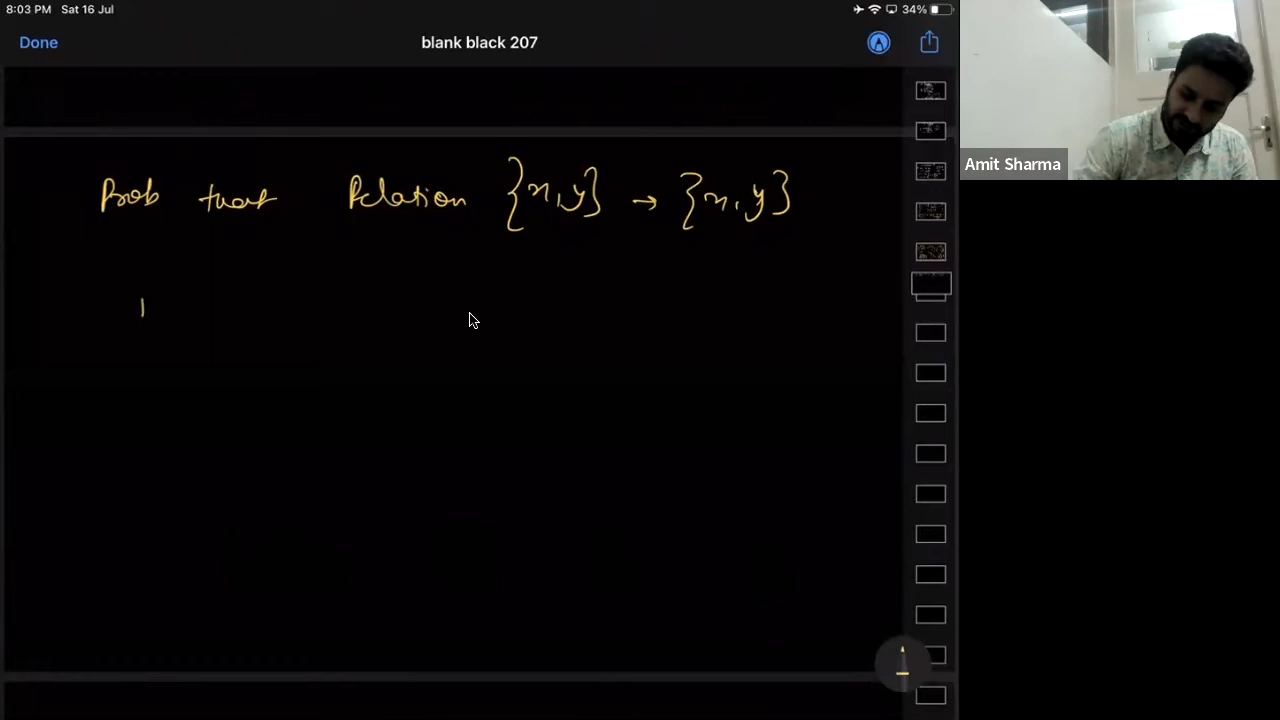 8:03 PM Sat 16 Jul
34%
Done
blank black 207
Amit Sharma
Prob that Relation {x,y} → {x,y}